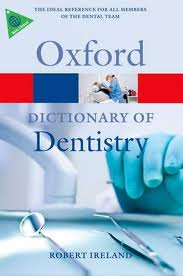 THE IDEAL REFERENCE FOR ALL MEMBERS
OF THE DENTAL TEAM
Oxford
DICTIONARY OF
Dentistry
ROBERT IRELAND